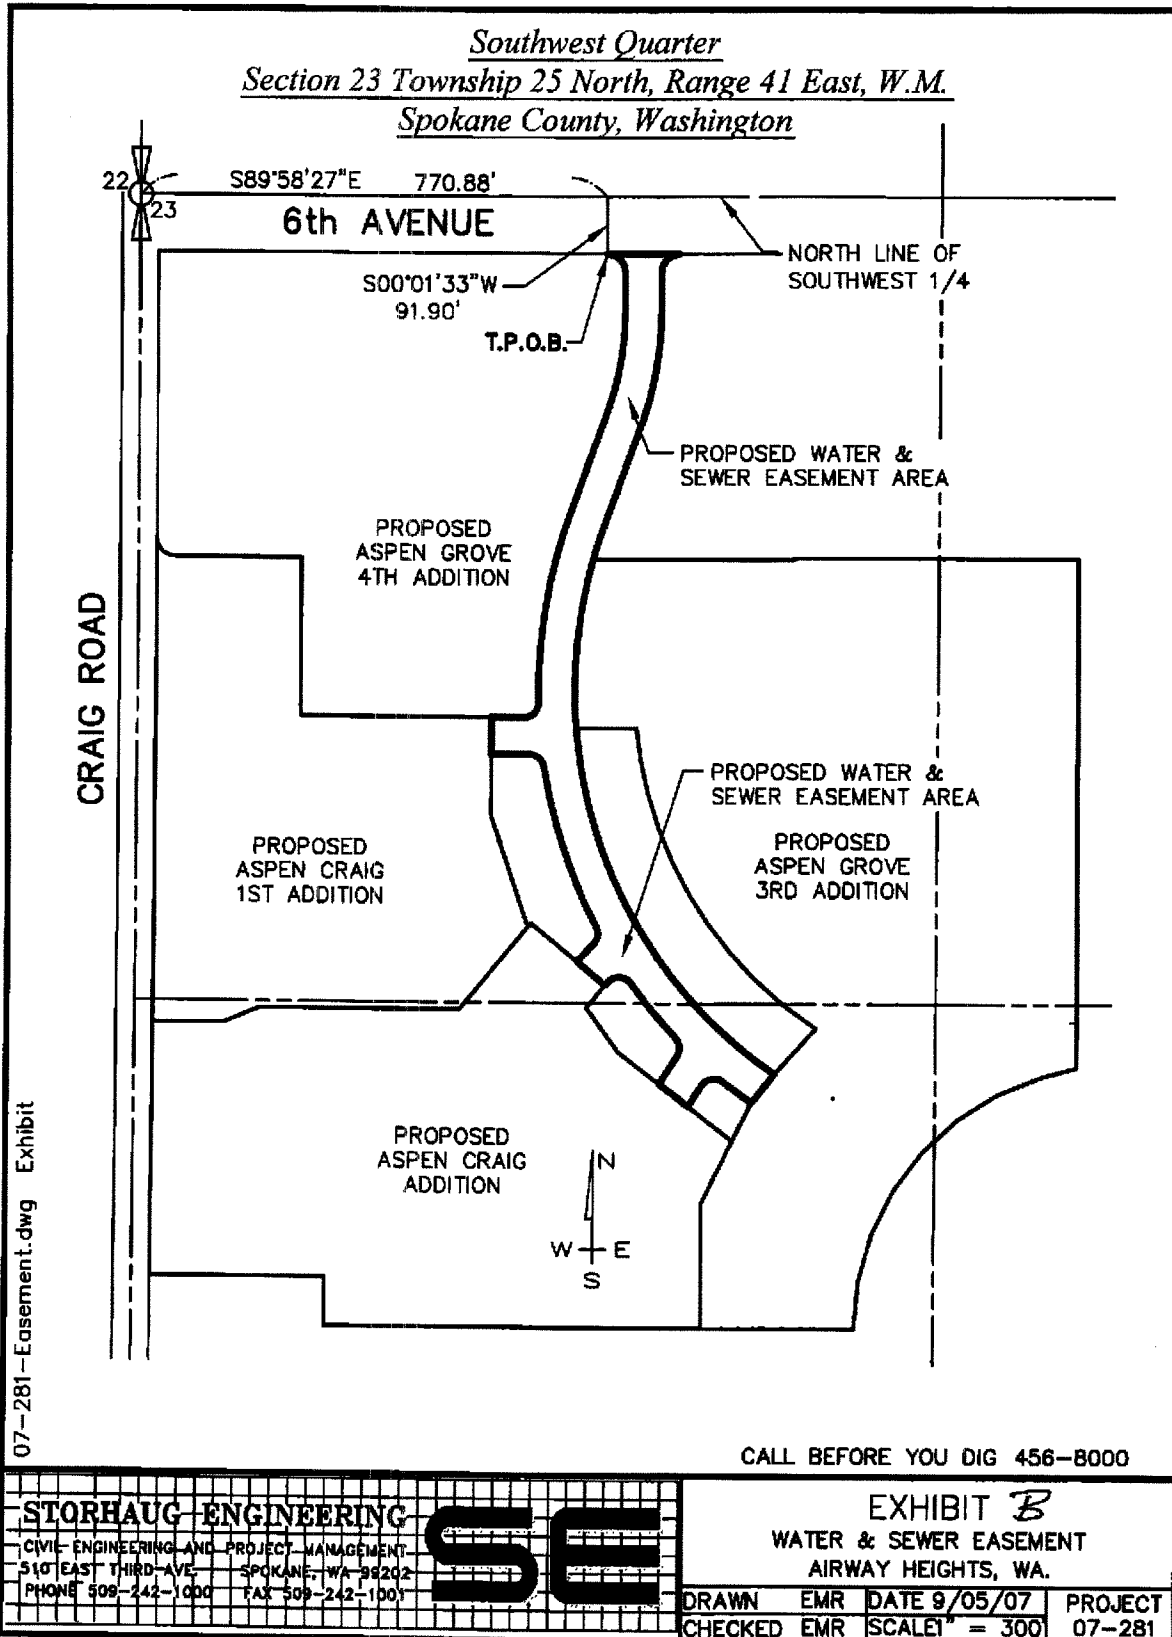 Southwest Quarter
Section 23 Township 25 North, Range 41 East, W.M.
Spokane County, Washington
22
23
S89°58'27"E 770.88'
6th AVENUE
NORTH LINE OF
SOUTHWEST 1/4
S00°01'33"W
91.90'
T.P.O.B.
PROPOSED WATER &
SEWER EASEMENT AREA
PROPOSED
ASPEN GROVE
4TH ADDITION
CRAIG ROAD
PROPOSED WATER &
SEWER EASEMENT AREA
PROPOSED
ASPEN CRAIG
1ST ADDITION
PROPOSED
ASPEN GROVE
3RD ADDITION
PROPOSED
ASPEN CRAIG
ADDITION
N
W E
S
07-281-Easement.dwg Exhibit
CALL BEFORE YOU DIG 456-8000
STORHAUG ENGINEERING
CIVIL ENGINEERING AND PROJECT MANAGEMENT
510 EAST THIRD AVE. SPOKANE, WA 99202
PHONE 509-242-1000 FAX 509-242-1001
SE
EXHIBIT B
WATER & SEWER EASEMENT
AIRWAY HEIGHTS, WA.
DRAWN EMR DATE 9/05/07 PROJECT
CHECKED EMR SCALE1" = 300 07-281